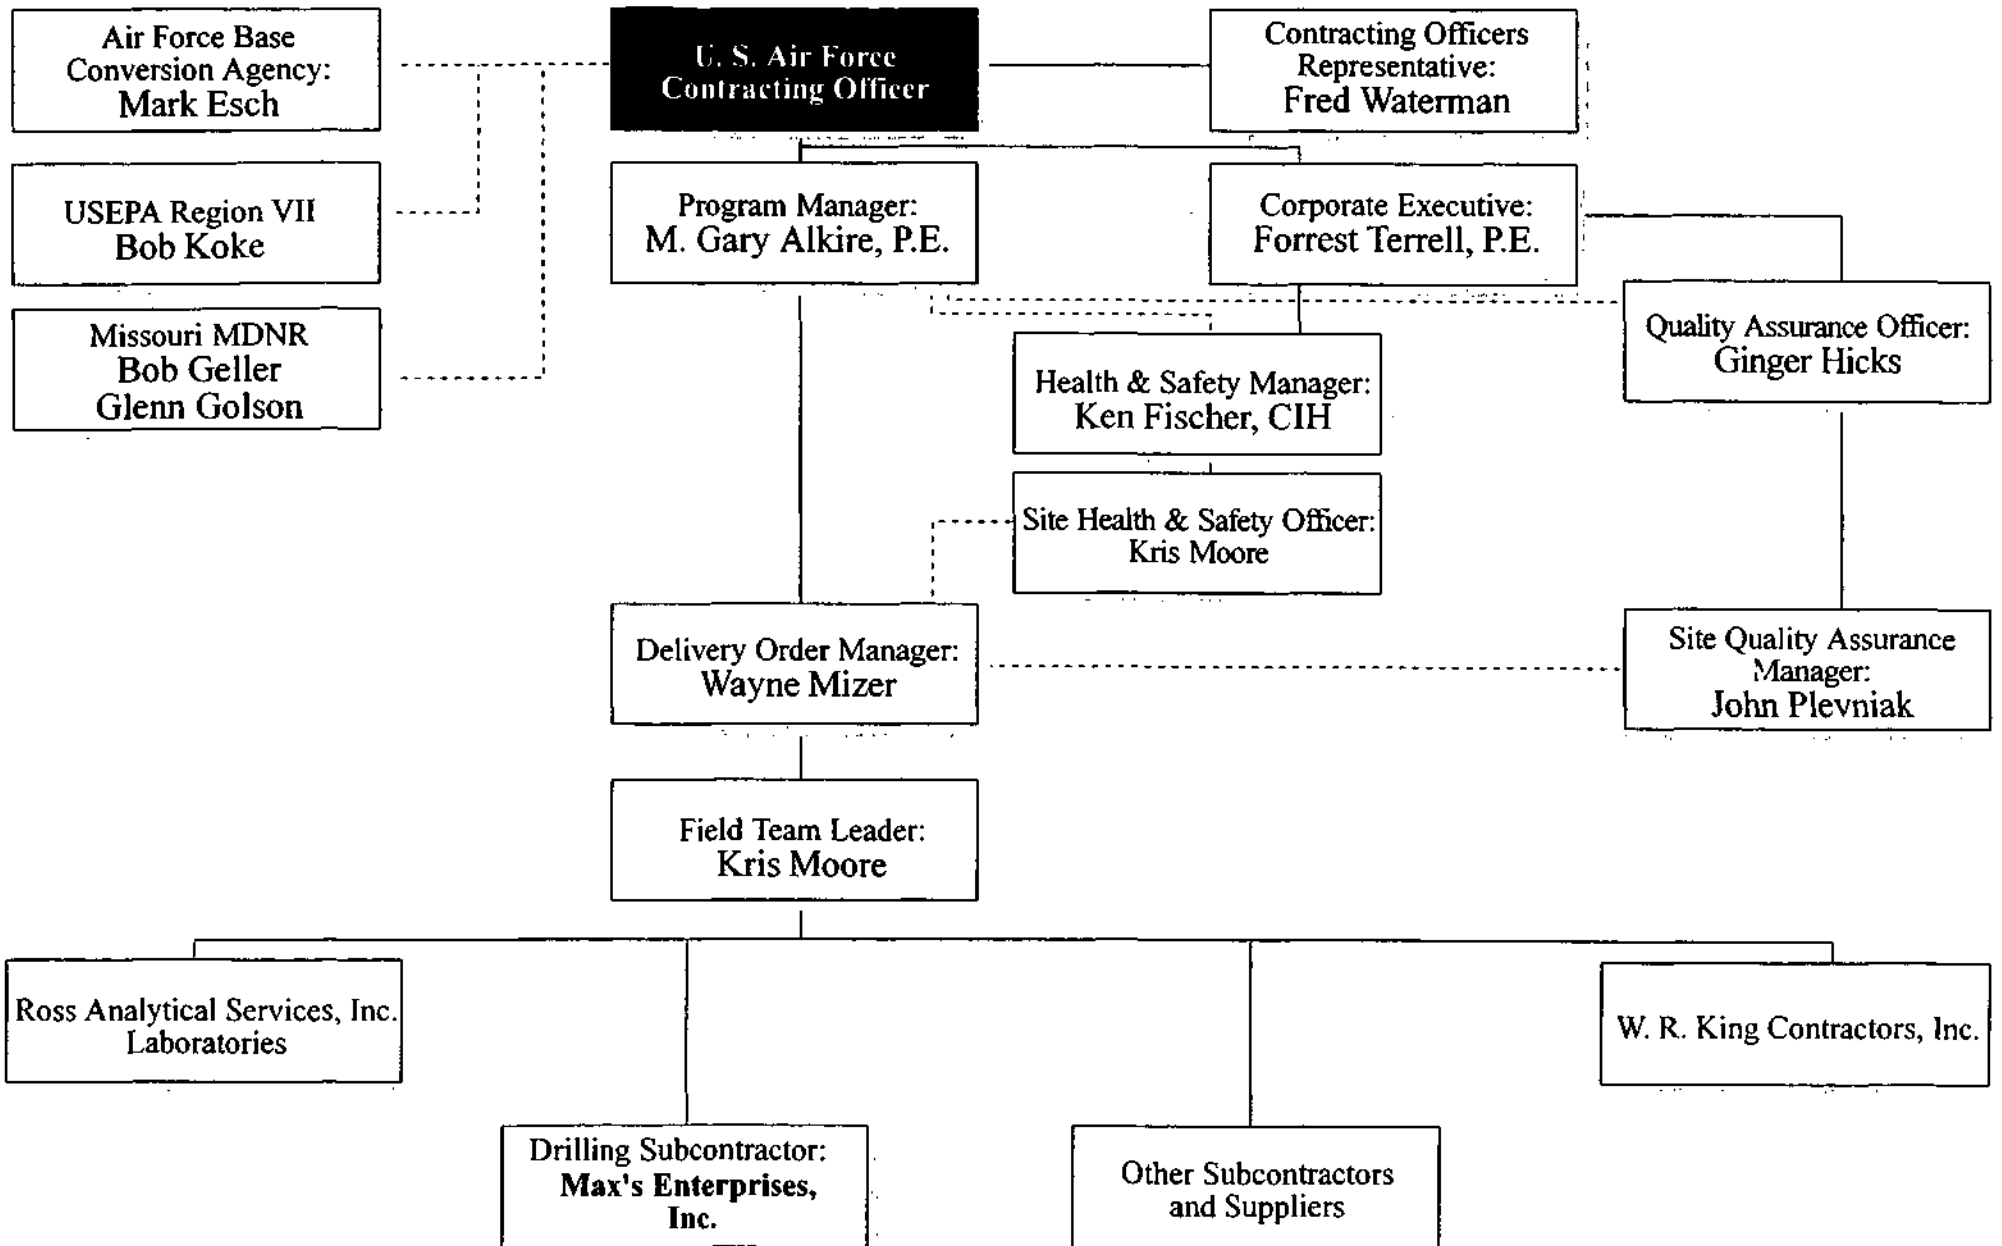 Air Force Base
Conversion Agency:
Mark Esch
U. S. Air Force
Contracting Officer
Contracting Officers
Representative:
Fred Waterman
USEPA Region VII
Bob Koke
Program Manager:
M. Gary Alkire, P.E.
Corporate Executive:
Forrest Terrell, P.E.
Missouri MDNR
Bob Geller
Glenn Golson
Health & Safety Manager:
Ken Fischer, CIH
Quality Assurance Officer:
Ginger Hicks
Site Health & Safety Officer:
Kris Moore
Delivery Order Manager:
Wayne Mizer
Site Quality Assurance
Manager:
John Plevniak
Field Team Leader:
Kris Moore
Ross Analytical Services, Inc.
Laboratories
W. R. King Contractors, Inc.
Drilling Subcontractor:
Max's Enterprises,
Inc.
Other Subcontractors
and Suppliers